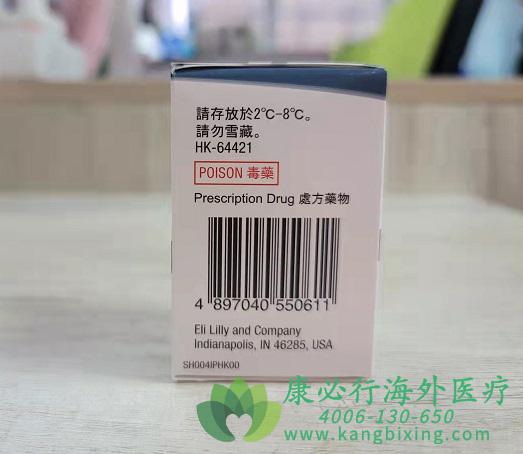 請存放於2℃-8℃。
請勿雪藏。
HK-64421
POISON 毒藥
Prescription Drug 處方藥物
4 897040 550611
Eli Lilly and Company
Indianapolis, IN 46285, USA
SH004IPHK00
康必行海外医疗
4006-130-650
www.kangbixing.com